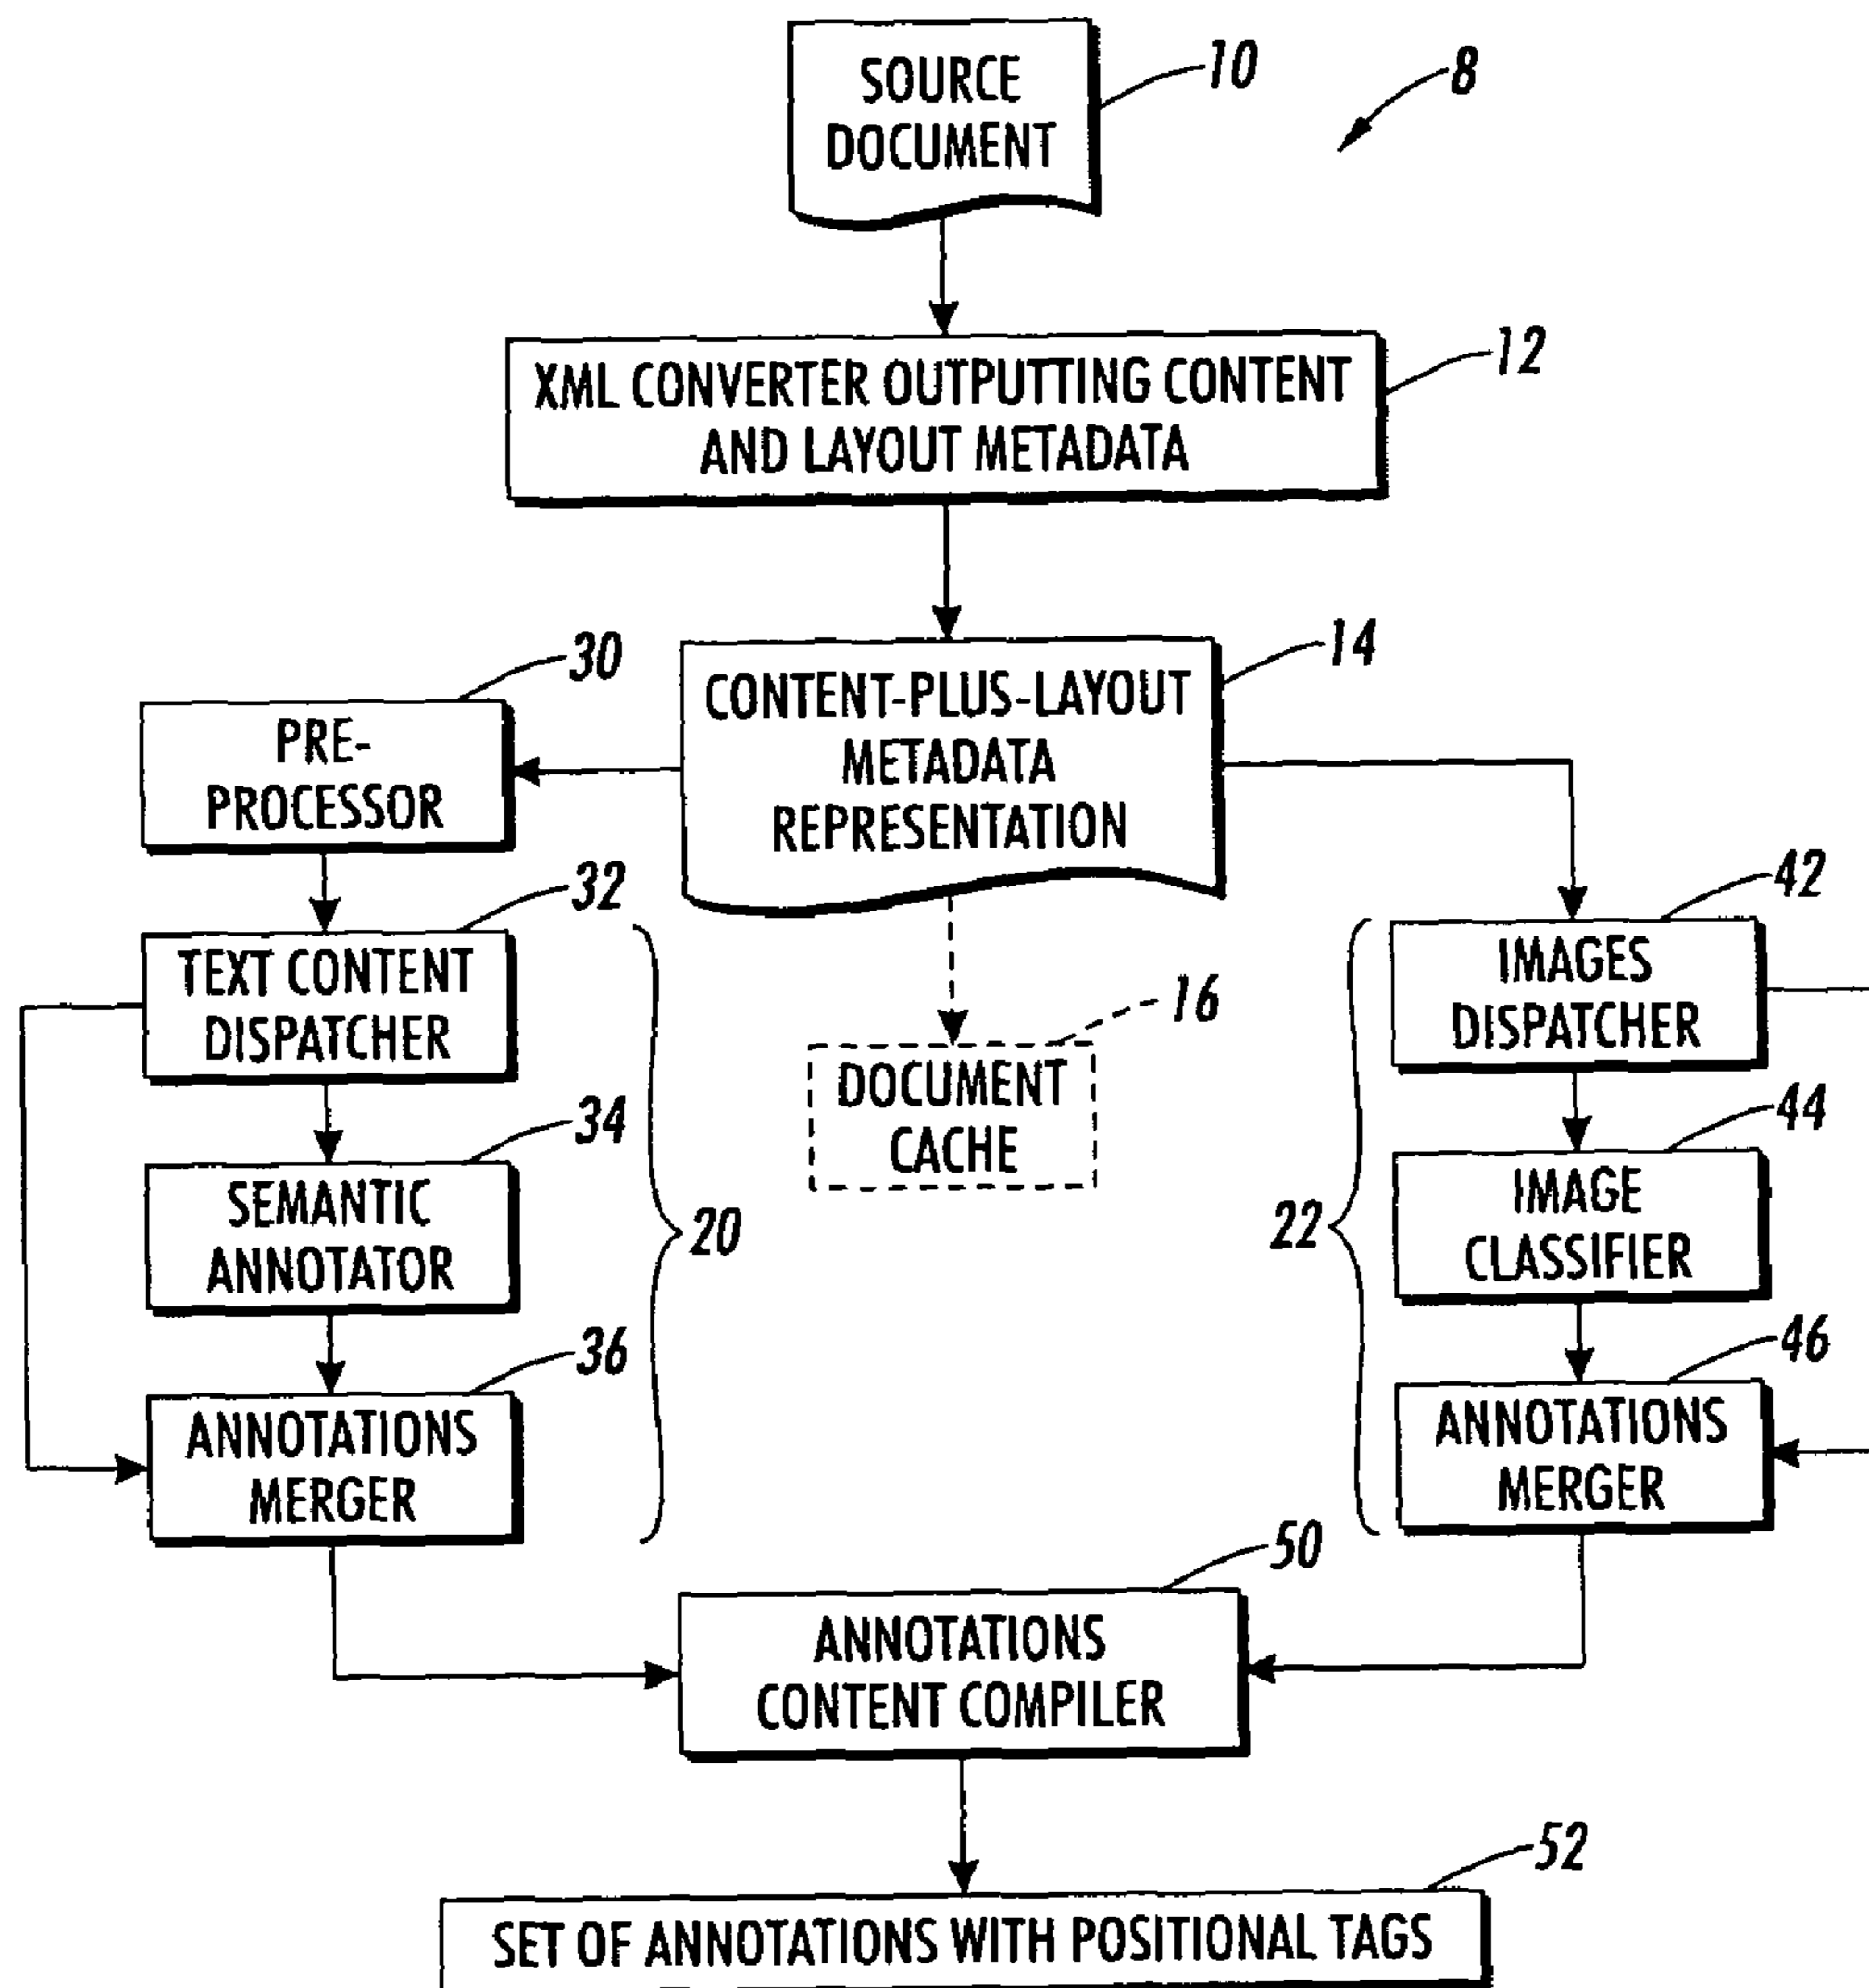 SOURCE
DOCUMENT
10
8
XML CONVERTER OUTPUTTING CONTENT
AND LAYOUT METADATA
12
CONTENT-PLUS-LAYOUT
METADATA
REPRESENTATION
14
PRE-
PROCESSOR
30
TEXT CONTENT
DISPATCHER
32
SEMANTIC
ANNOTATOR
34
ANNOTATIONS
MERGER
36
20
DOCUMENT
CACHE
16
IMAGES
DISPATCHER
42
IMAGE
CLASSIFIER
44
ANNOTATIONS
MERGER
46
22
ANNOTATIONS
CONTENT COMPILER
50
SET OF ANNOTATIONS WITH POSITIONAL TAGS
52